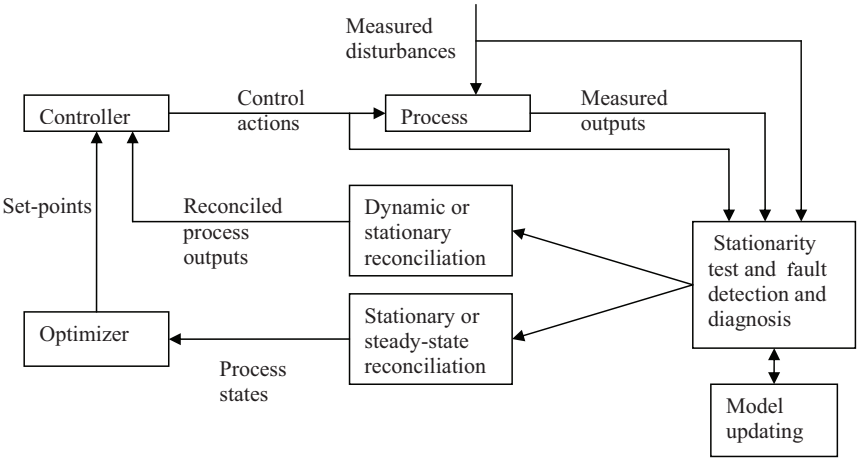 Measured
disturbances
Controller
Control
actions
Process
Measured
outputs
Set-points
Reconciled
process
outputs
Dynamic or
stationary
reconciliation
Stationarity
test and fault
detection and
diagnosis
Optimizer
Process
states
Stationary or
steady-state
reconciliation
Model
updating